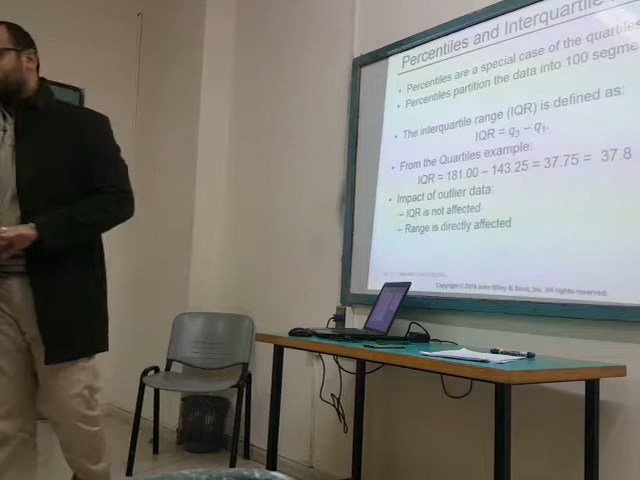 Percentiles and Interquartile
• Percentiles are a special case of the quartiles
• Percentiles partition the data into 100 segme
• The interquartile range (IQR) is defined as:
IQR = q3 – q1.
• From the Quartiles example:
IQR = 181.00 – 143.25 = 37.75 = 37.8
• Impact of outlier data:
– IQR is not affected
– Range is directly affected
Copyright © 2014 John Wiley & Sons, Inc. All rights reserved.